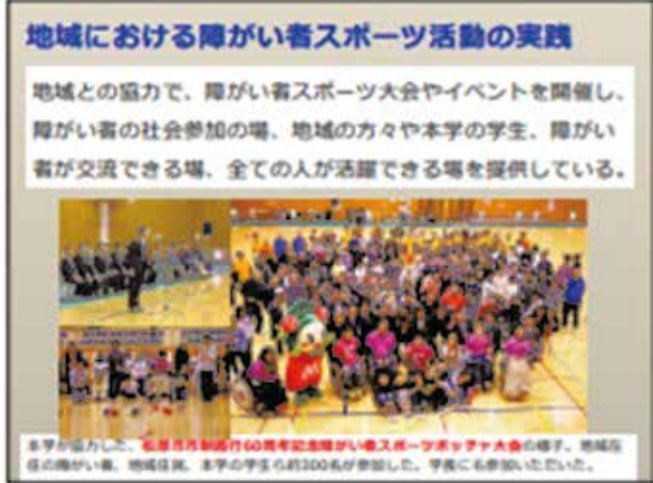 地域における障がい者スポーツ活動の実践
地域との協力で、障がい者スポーツ大会やイベントを開催し、
障がい者の社会参加の場、地域の方々や本学の学生、障がい
者が交流できる場、全ての人が活躍できる場を提供している。
本学が協力した、松原市市制施行60周年記念障がい者スポーツボッチャ大会の様子。地域在
住の障がい者、地域住民、本学の学生ら約300名が参加した。学長にも参加いただいた。